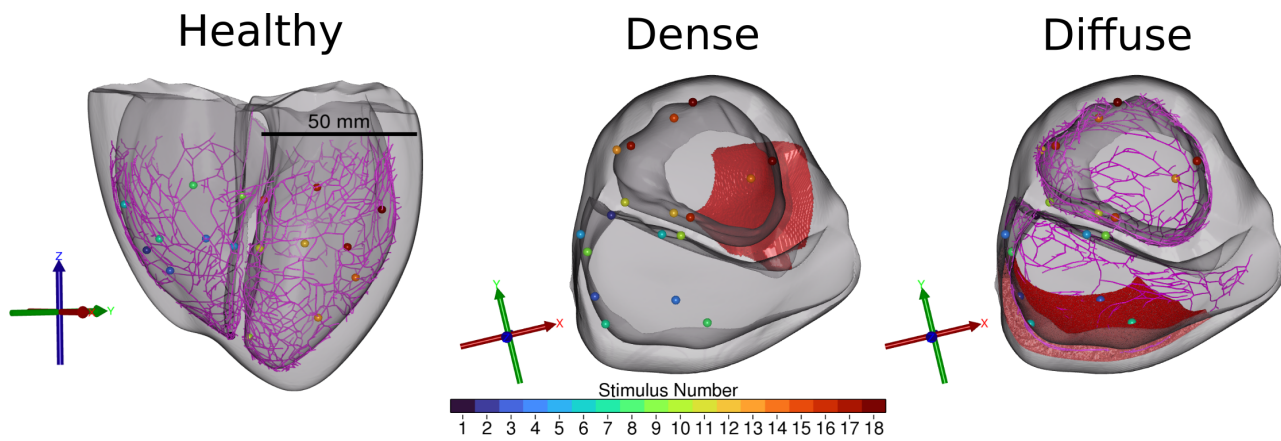 Healthy
Dense
Diffuse
50 mm
Z
Y
Y
X
Y
X
Stimulus Number
1 2 3 4 5 6 7 8 9 10 11 12 13 14 15 16 17 18